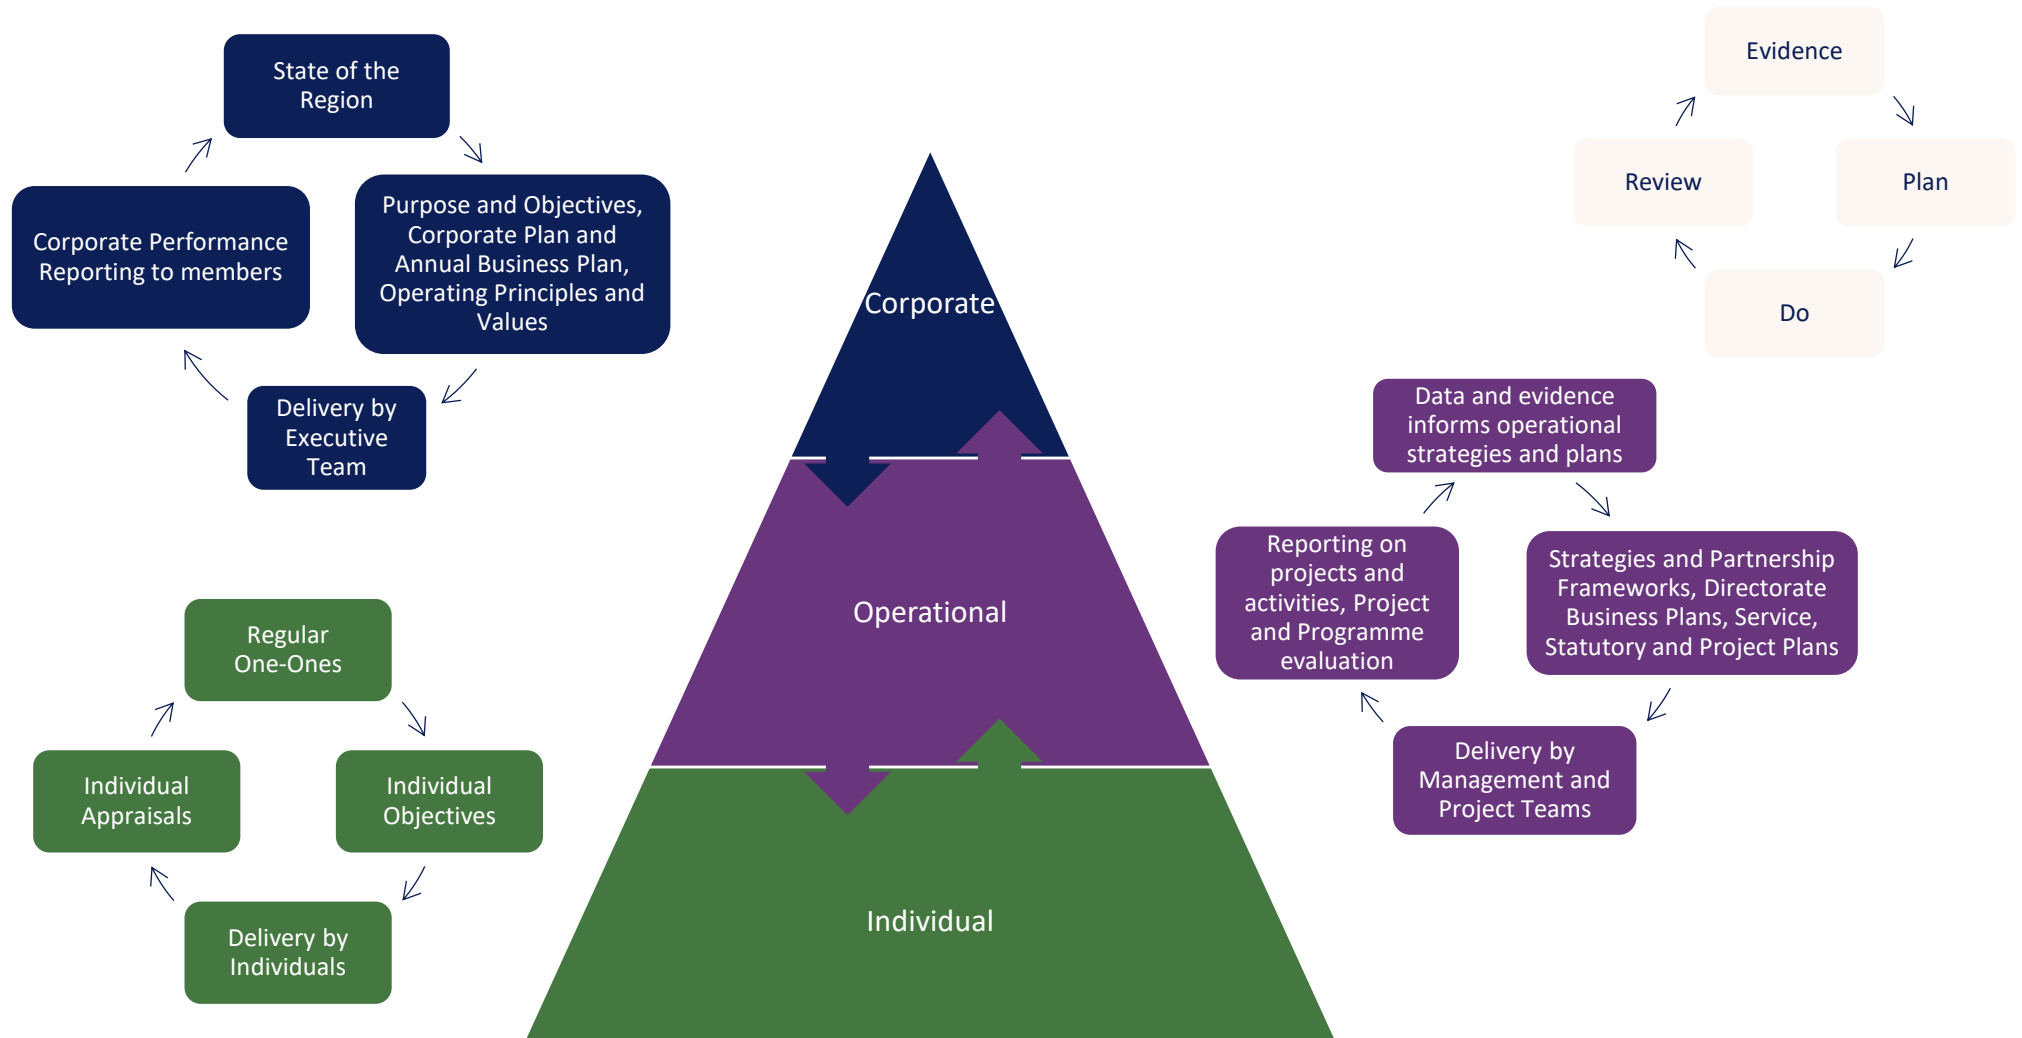 State of the
Region
Purpose and Objectives,
Corporate Plan and
Annual Business Plan,
Operating Principles and
Values
Delivery by
Executive
Team
Corporate Performance
Reporting to members
Evidence
Plan
Do
Review
Corporate
Operational
Individual
Data and evidence
informs operational
strategies and plans
Strategies and Partnership
Frameworks, Directorate
Business Plans, Service,
Statutory and Project Plans
Delivery by
Management and
Project Teams
Reporting on
projects and
activities, Project
and Programme
evaluation
Regular
One-Ones
Individual
Objectives
Delivery by
Individuals
Individual
Appraisals